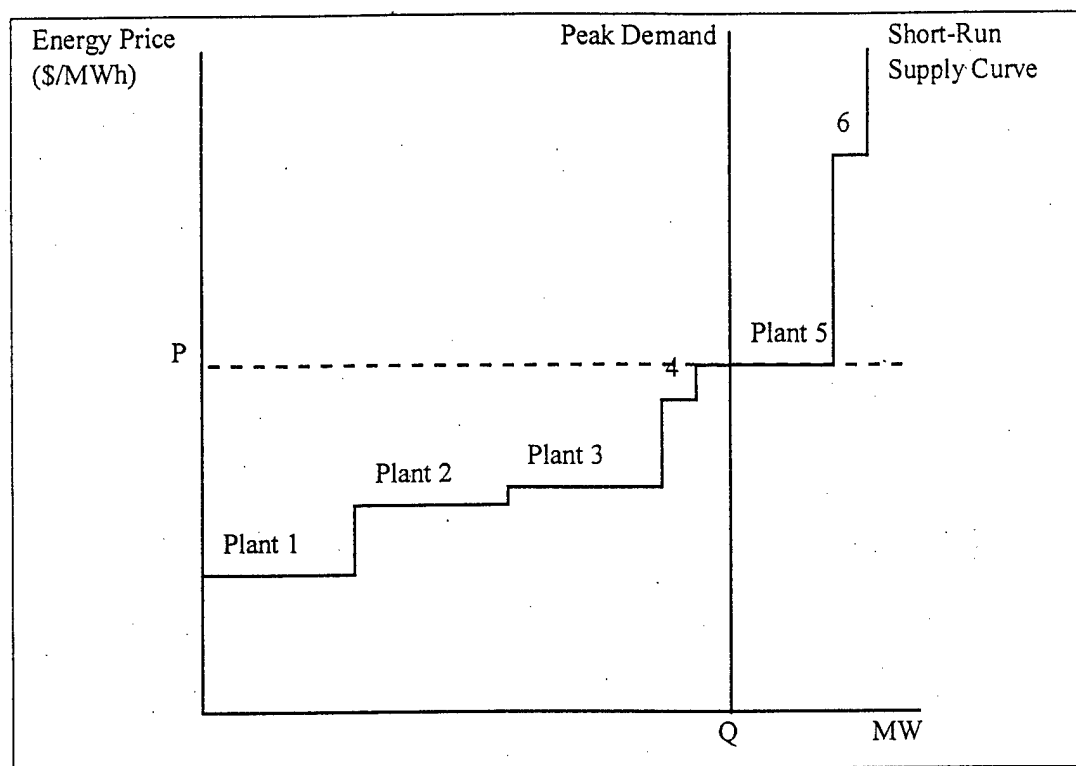 Energy Price
($/MWh)
Peak Demand
Short-Run
Supply Curve
6
P
Plant 5
4
Plant 3
Plant 2
Plant 1
Q
MW